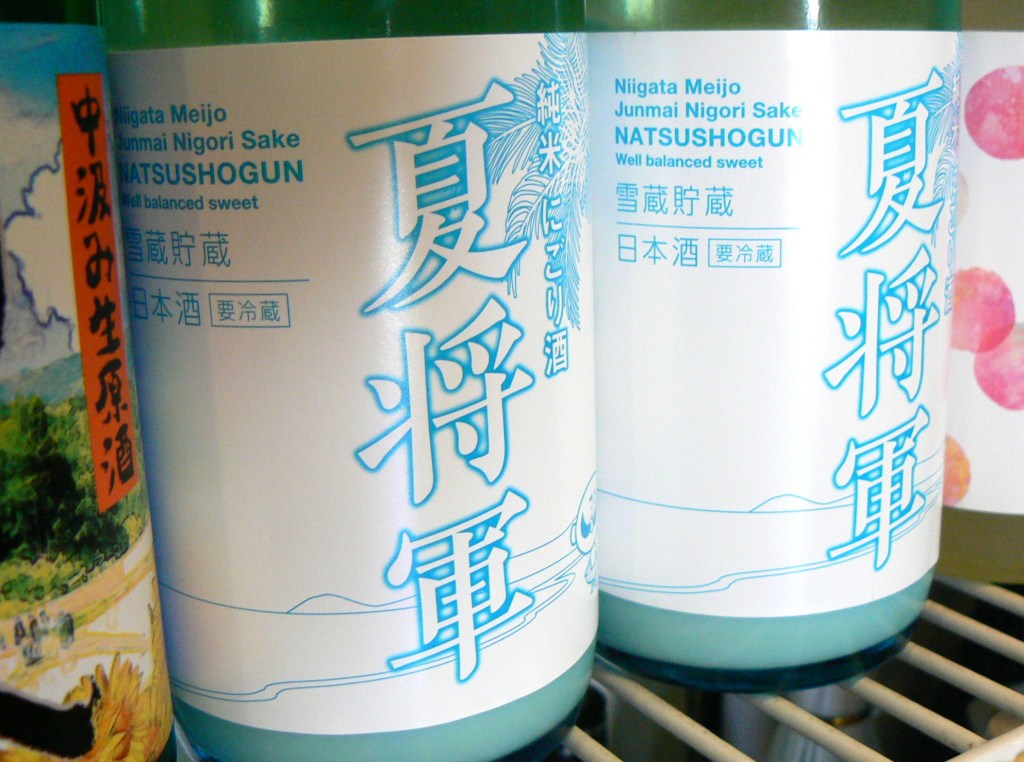 中汲み生原酒
Niigata Meijo
Junmai Nigori Sake
NATSUSHOGUN
Well balanced sweet
雪蔵貯蔵
日本酒 要冷蔵
夏将軍
純米にごり酒
Niigata Meijo
Junmai Nigori Sake
NATSUSHOGUN
Well balanced sweet
雪蔵貯蔵
日本酒 要冷蔵
夏将軍